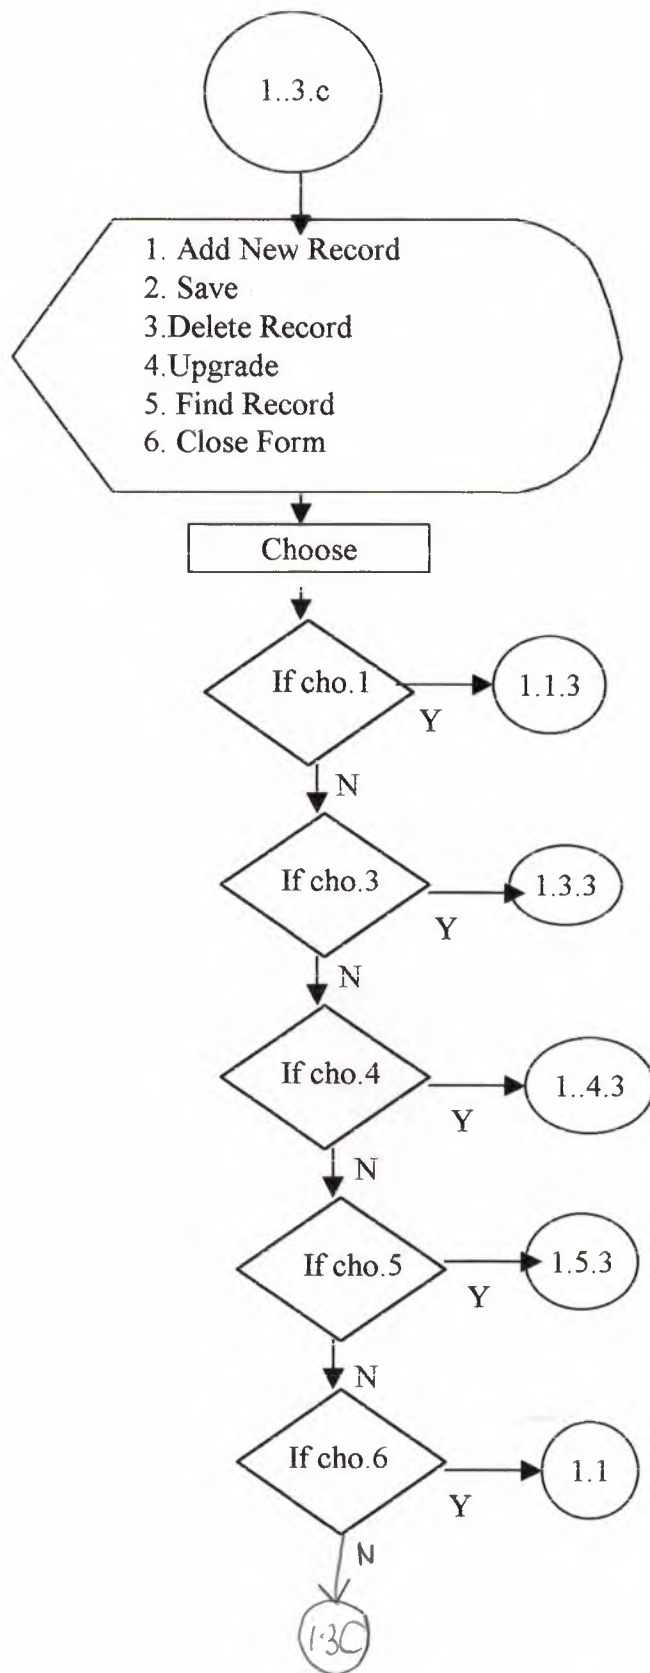 1..3.c
1. Add New Record
2. Save
3.Delete Record
4.Upgrade
5. Find Record
6. Close Form
Choose
If cho.1
Y
1.1.3
N
If cho.3
Y
1.3.3
N
If cho.4
Y
1..4.3
N
If cho.5
Y
1.5.3
N
If cho.6
Y
1.1
N
1.3C